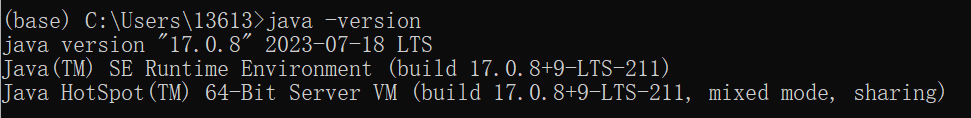 (base) C:\Users\13613>java -version
java version "17.0.8" 2023-07-18 LTS
Java(TM) SE Runtime Environment (build 17.0.8+9-LTS-211)
Java HotSpot(TM) 64-Bit Server VM (build 17.0.8+9-LTS-211, mixed mode, sharing)